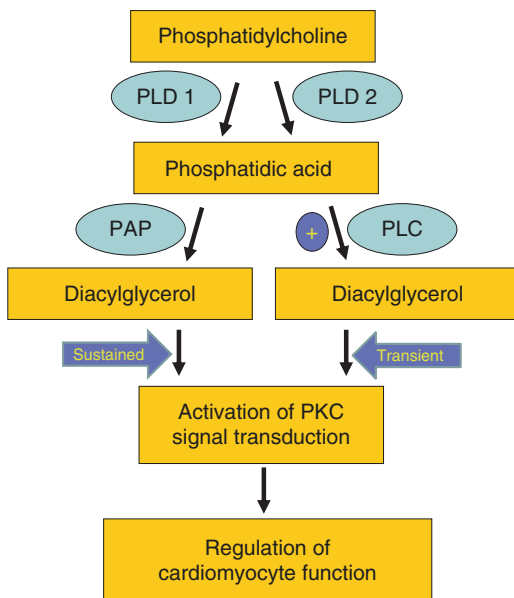 Phosphatidylcholine
PLD 1
PLD 2
Phosphatidic acid
PAP
+
PLC
Diacylglycerol
Diacylglycerol
Sustained
Transient
Activation of PKC
signal transduction
Regulation of
cardiomyocyte function